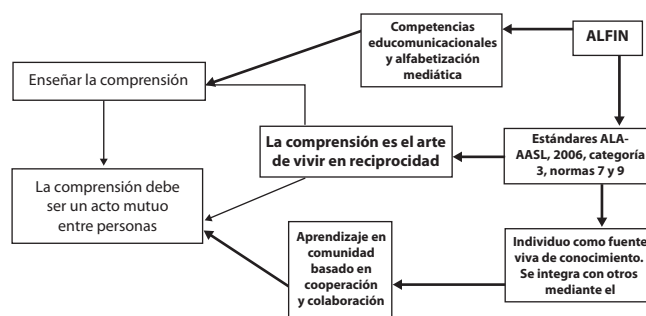 Competencias
educomunicacionales
y alfabetización
mediática
ALFIN
Enseñar la comprensión
La comprensión es el arte
de vivir en reciprocidad
Estándares ALA-
AASL, 2006, categoría
3, normas 7 y 9
La comprensión debe
ser un acto mutuo
entre personas
Aprendizaje en
comunidad
basado en
cooperación
y colaboración
Individuo como fuente
viva de conocimiento.
Se integra con otros
mediante el